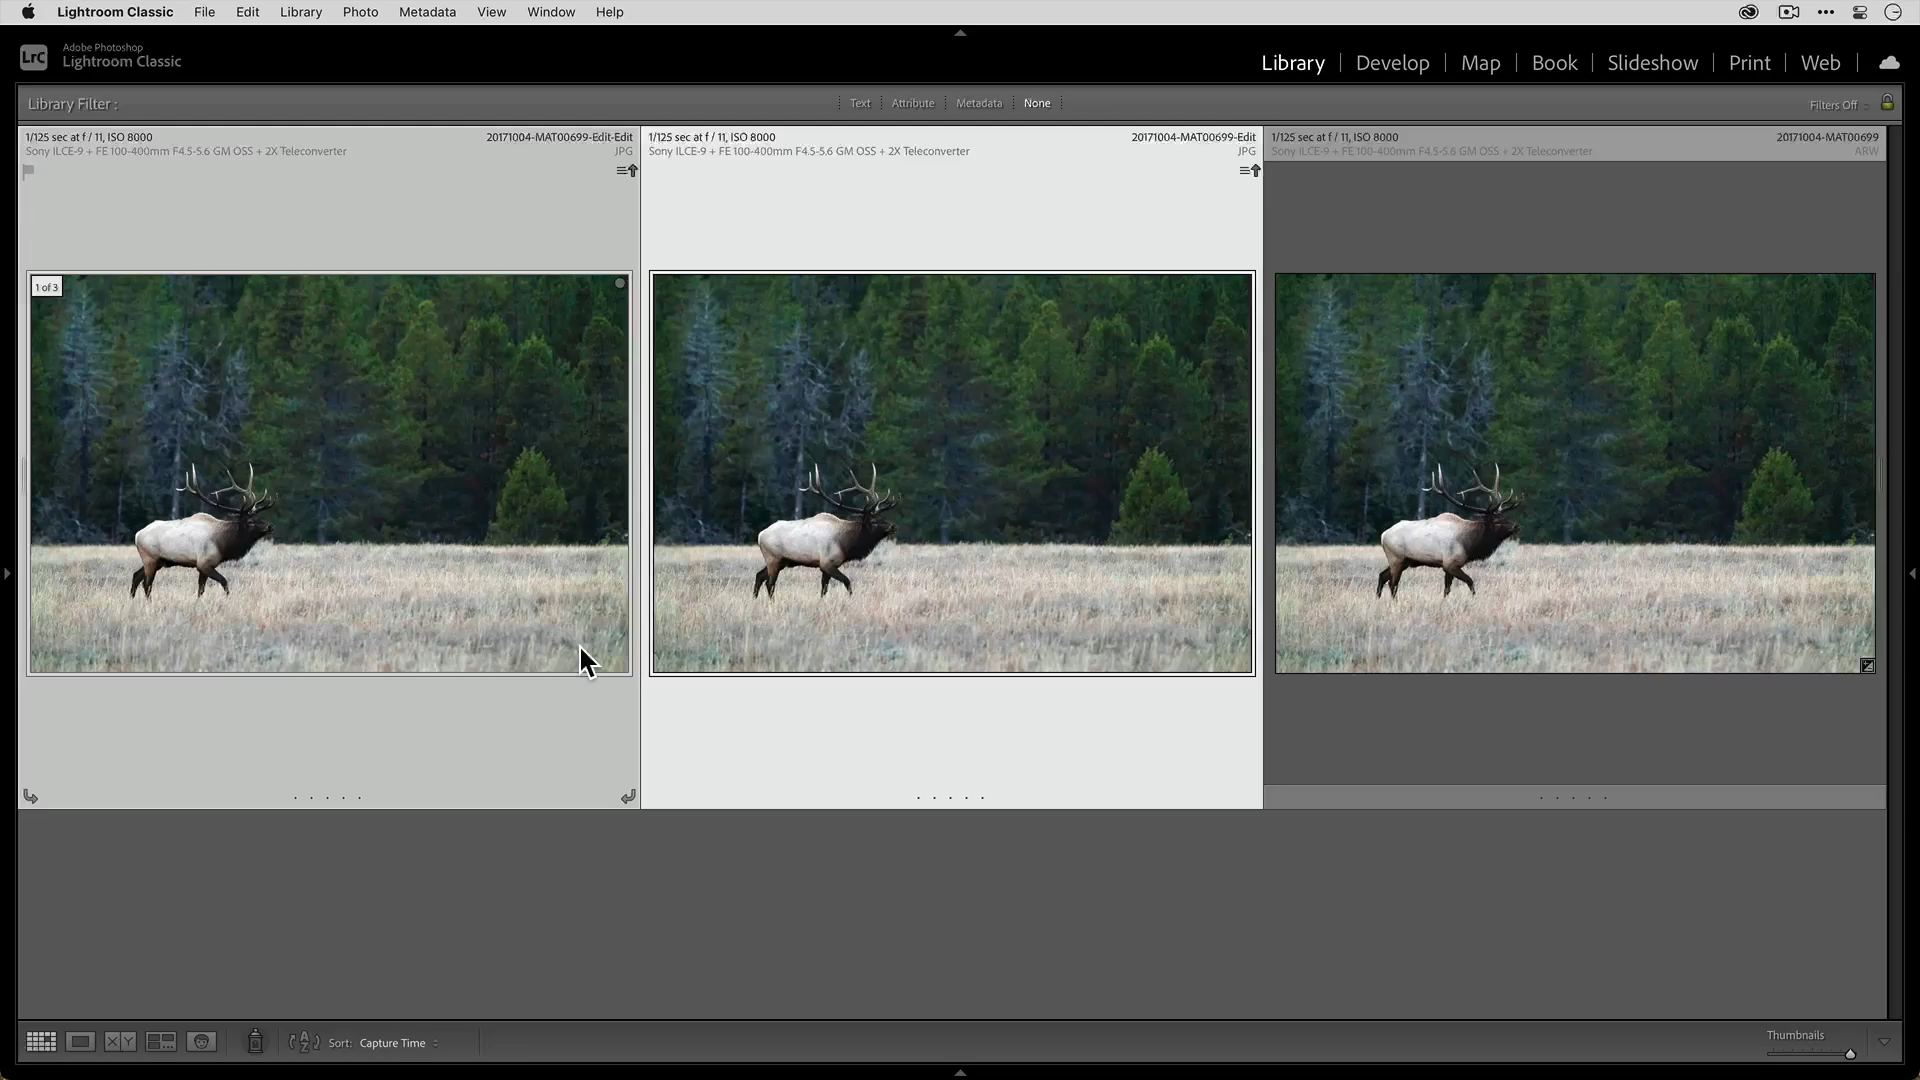 Lightroom Classic File Edit Library Photo Metadata View Window Help
LrC
Adobe Photoshop
Lightroom Classic
Library Develop Map Book Slideshow Print Web
Library Filter :
Text Attribute Metadata None
Filters Off
1/125 sec at f / 11, ISO 8000 20171004-MAT00699-Edit-Edit
Sony ILCE-9 + FE 100-400mm F4.5-5.6 GM OSS + 2X Teleconverter JPG
1 of 3
1/125 sec at f / 11, ISO 8000 20171004-MAT00699-Edit
Sony ILCE-9 + FE 100-400mm F4.5-5.6 GM OSS + 2X Teleconverter JPG
1/125 sec at f / 11, ISO 8000 20171004-MAT00699
Sony ILCE-9 + FE 100-400mm F4.5-5.6 GM OSS + 2X Teleconverter ARW
X Y
A Z
Sort: Capture Time
Thumbnails